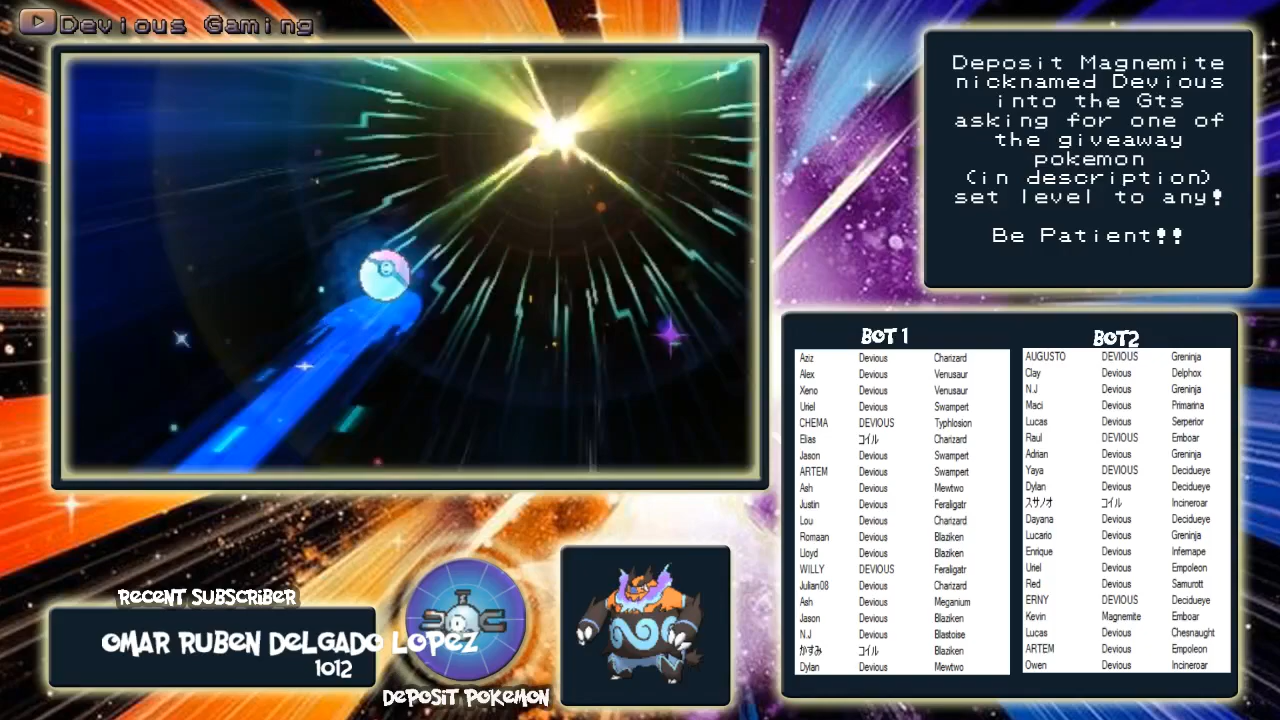 Devious Gaming
Deposit Magnemite
nicknamed Devious
into the Gts
asking for one of
the giveaway
pokemon
(in description)
set level to any!
Be Patient!!
BOT 1
Aziz Devious Charizard
Alex Devious Venusaur
Xeno Devious Venusaur
Uriel Devious Swampert
CHEMA DEVIOUS Typhlosion
Elias コイル Charizard
Jason Devious Swampert
ARTEM Devious Swampert
Ash Devious Mewtwo
Justin Devious Feraligatr
Lou Devious Charizard
Romaan Devious Blaziken
Lloyd Devious Blaziken
WILLY DEVIOUS Feraligatr
Julian08 Devious Charizard
Ash Devious Meganium
Jason Devious Blaziken
N.J Devious Blastoise
かすみ コイル Blaziken
Dylan Devious Mewtwo
BOT2
AUGUSTO DEVIOUS Greninja
Clay Devious Delphox
N.J Devious Greninja
Maci Devious Primarina
Lucas Devious Serperior
Raul DEVIOUS Emboar
Adrian Devious Greninja
Yaya DEVIOUS Decidueye
Dylan Devious Decidueye
スサノオ コイル Incineroar
Dayana Devious Decidueye
Lucario Devious Greninja
Enrique Devious Infernape
Uriel Devious Empoleon
Red Devious Samurott
ERNY DEVIOUS Decidueye
Kevin Magnemite Emboar
Lucas Devious Chesnaught
ARTEM Devious Empoleon
Owen Devious Incineroar
RECENT SUBSCRIBER
OMAR RUBEN DELGADO LOPEZ
1012
DEPOSIT POKEMON